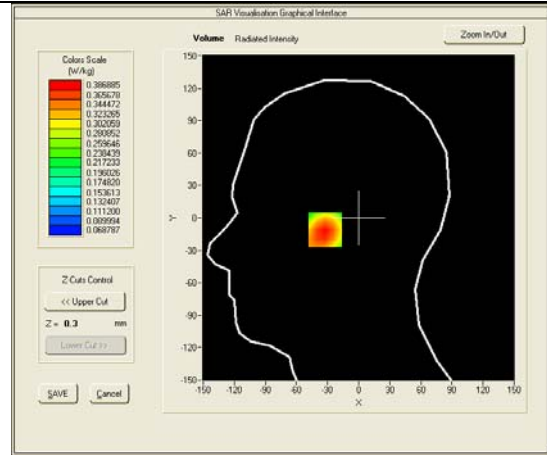 SAR Visualisation Graphical Interface
Volume Radiated Intensity
Zoom In/Out
Colors Scale
(W/kg)
0.386885
0.365678
0.344472
0.323265
0.302059
0.280852
0.259646
0.238439
0.217233
0.196026
0.174820
0.153613
0.132407
0.111200
0.089994
0.068787
Z Cuts Control
<< Upper Cut
Z = 0.3 mm
Lower Cut >>
SAVE
Cancel
150
120
90
60
30
0
-30
-60
-90
-120
-150
Y
-150 -120 -90 -60 -30 0 30 60 90 120 150
X